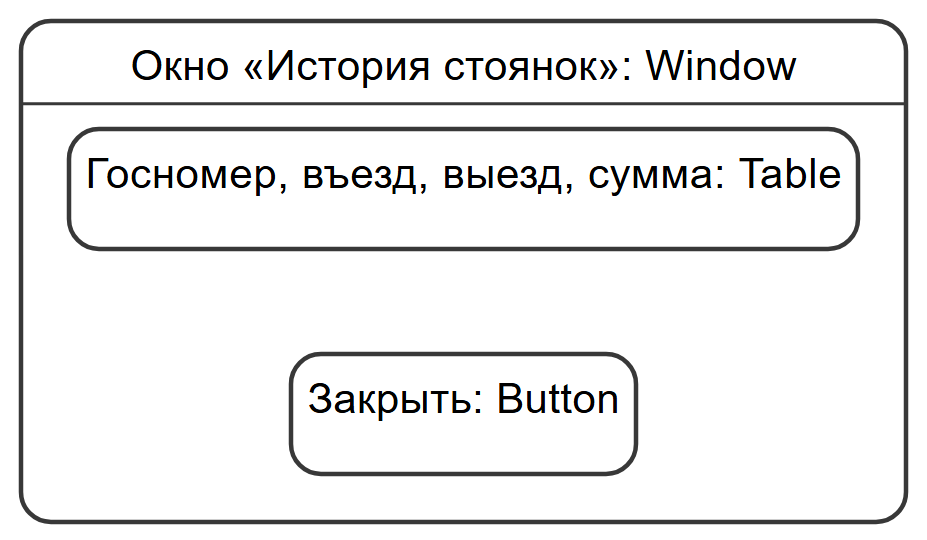 Окно «История стоянок»: Window
Госномер, въезд, выезд, сумма: Table
Закрыть: Button